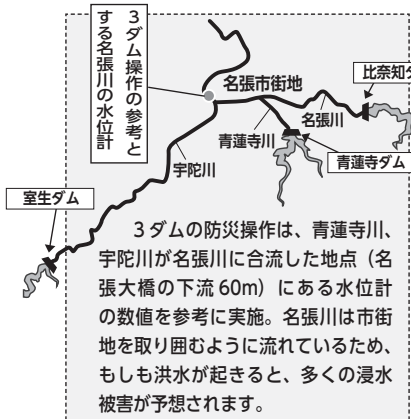 3ダム操作の参考と
する名張川の水位計
名張市街地
比奈知ダ
名張川
青蓮寺川
青蓮寺ダム
宇陀川
室生ダム
3ダムの防災操作は、青蓮寺川、
宇陀川が名張川に合流した地点（名
張大橋の下流60m）にある水位計
の数値を参考に実施。名張川は市街
地を取り囲むように流れているため、
もしも洪水が起きると、多くの浸水
被害が予想されます。